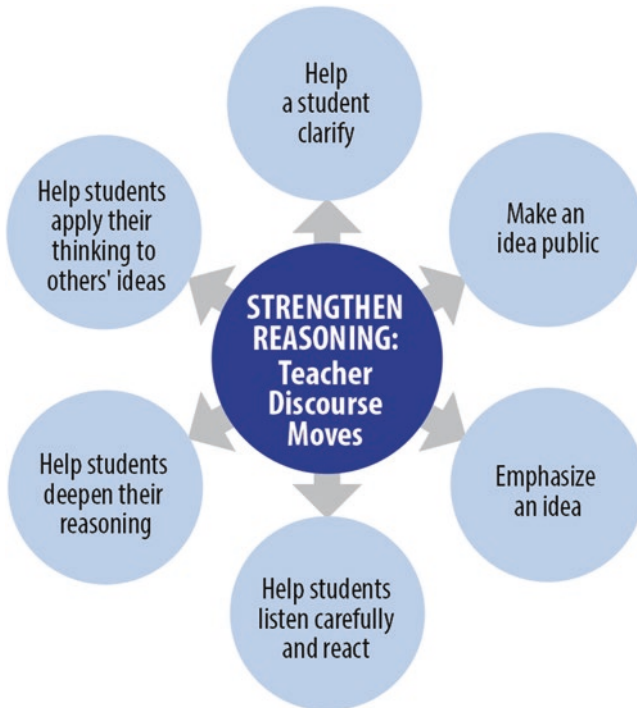 Help
a student
clarify
Make an
idea public
Emphasize
an idea
Help students
listen carefully
and react
Help students
deepen their
reasoning
Help students
apply their
thinking to
others' ideas
STRENGTHEN
REASONING:
Teacher
Discourse
Moves